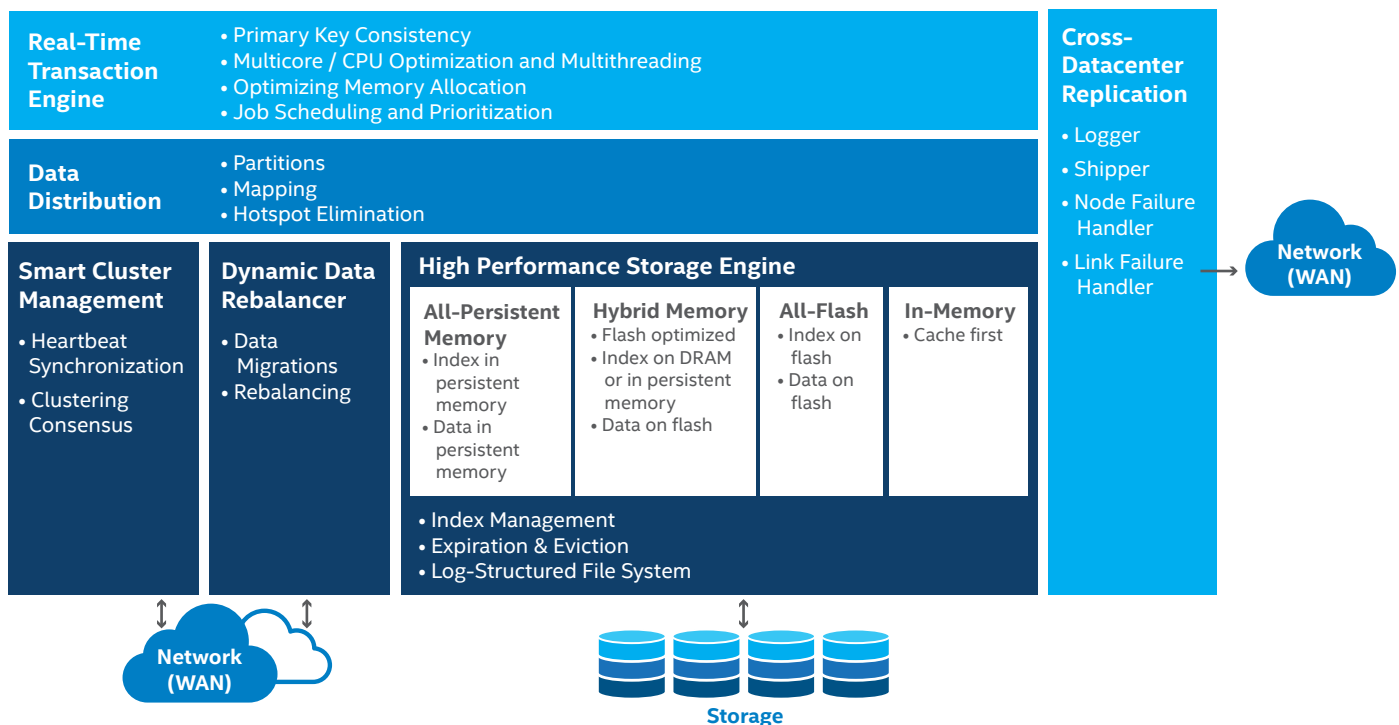 Real-Time
Transaction
Engine
• Primary Key Consistency
• Multicore / CPU Optimization and Multithreading
• Optimizing Memory Allocation
• Job Scheduling and Prioritization
Data
Distribution
• Partitions
• Mapping
• Hotspot Elimination
Smart Cluster
Management
• Heartbeat
Synchronization
• Clustering
Consensus
Dynamic Data
Rebalancer
• Data
Migrations
• Rebalancing
High Performance Storage Engine
All-Persistent
Memory
• Index in
persistent
memory
• Data in
persistent
memory
Hybrid Memory
• Flash optimized
• Index on DRAM
or in persistent
memory
• Data on flash
All-Flash
• Index on
flash
• Data on
flash
In-Memory
• Cache first
• Index Management
• Expiration & Eviction
• Log-Structured File System
Cross-
Datacenter
Replication
• Logger
• Shipper
• Node Failure
Handler
• Link Failure
Handler
Network
(WAN)
Network
(WAN)
Storage